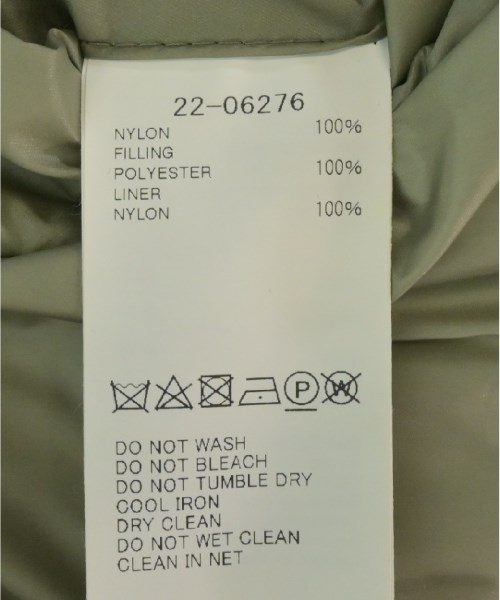 22-06276
NYLON 100%
FILLING
POLYESTER 100%
LINER
NYLON 100%
P W
DO NOT WASH
DO NOT BLEACH
DO NOT TUMBLE DRY
COOL IRON
DRY CLEAN
DO NOT WET CLEAN
CLEAN IN NET